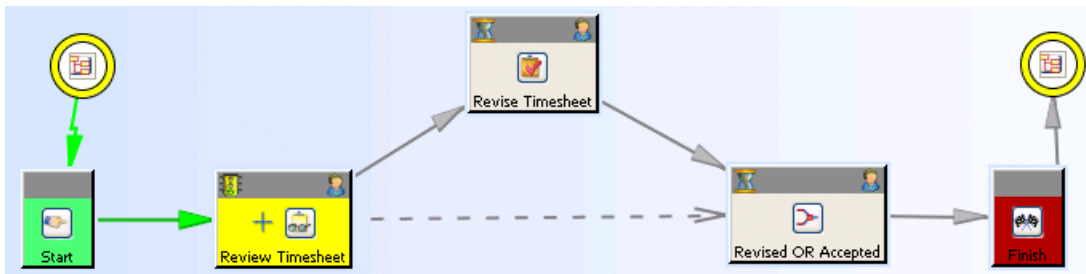 Revise Timesheet
Start
Review Timesheet
Revised OR Accepted
Finish